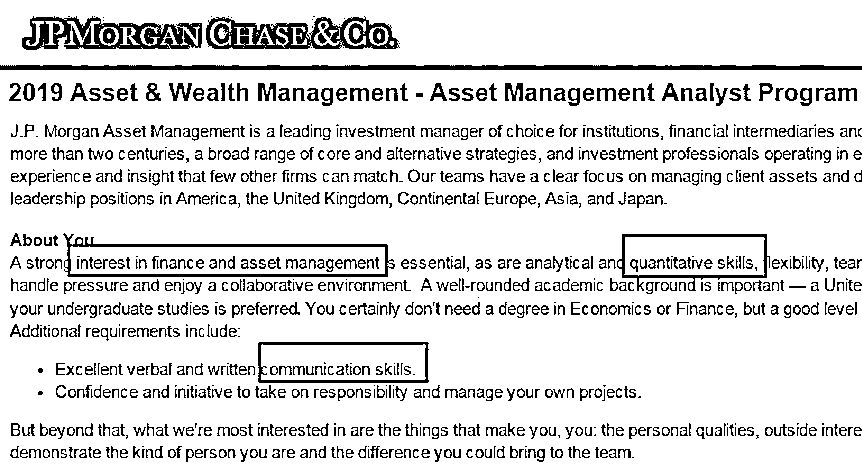 JPMORGAN CHASE & CO.
2019 Asset & Wealth Management - Asset Management Analyst Program
J.P. Morgan Asset Management is a leading investment manager of choice for institutions, financial intermediaries and
more than two centuries, a broad range of core and alternative strategies, and investment professionals operating in e
experience and insight that few other firms can match. Our teams have a clear focus on managing client assets and d
leadership positions in America, the United Kingdom, Continental Europe, Asia, and Japan.
About You
A strong interest in finance and asset management is essential, as are analytical and quantitative skills, flexibility, tear
handle pressure and enjoy a collaborative environment. A well-rounded academic background is important — a Unite
your undergraduate studies is preferred. You certainly don't need a degree in Economics or Finance, but a good level
Additional requirements include:
• Excellent verbal and written communication skills.
• Confidence and initiative to take on responsibility and manage your own projects.
But beyond that, what we're most interested in are the things that make you, you: the personal qualities, outside intere
demonstrate the kind of person you are and the difference you could bring to the team.